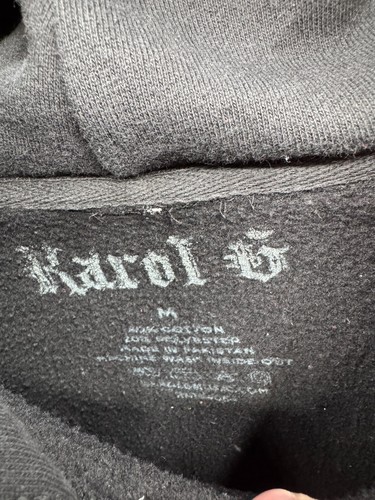 Karol G
M
80% COTTON
20% POLYESTER
MADE IN PAKISTAN
MACHINE WASH INSIDE OUT